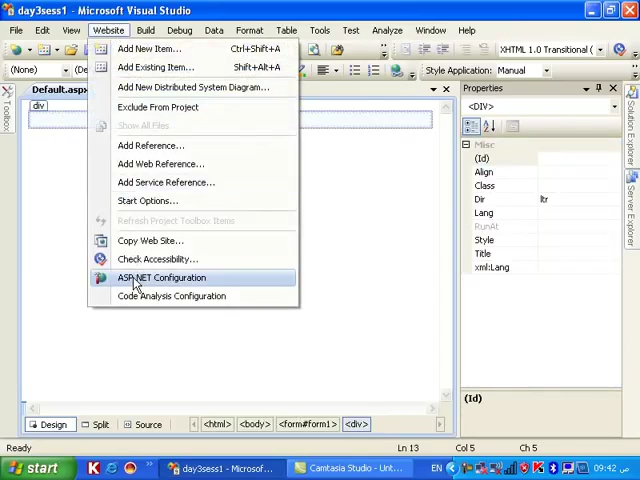 day3sess1 - Microsoft Visual Studio
File Edit View Website Build Debug Data Format Table Tools Test Analyze Window Help
XHTML 1.0 Transitional (
(None)
Style Application: Manual
Toolbox
Default.aspx
div
Add New Item... Ctrl+Shift+A
Add Existing Item... Shift+Alt+A
Add New Distributed System Diagram...
Exclude From Project
Show All Files
Add Reference...
Add Web Reference...
Add Service Reference...
Start Options...
Refresh Project Toolbox Items
Copy Web Site...
Check Accessibility...
ASP.NET Configuration
Code Analysis Configuration
Properties
<DIV>
Misc
(Id)
Align
Class
Dir ltr
Lang
RunAt
Style
Title
xml:Lang
(Id)
Solution Explorer
Server Explorer
Design Split Source <html> <body> <form#form1> <div>
Ready Ln 13 Col 5 Ch 5
start day3sess1 - Microsof... Camtasia Studio - Unt... EN 09:42 ص